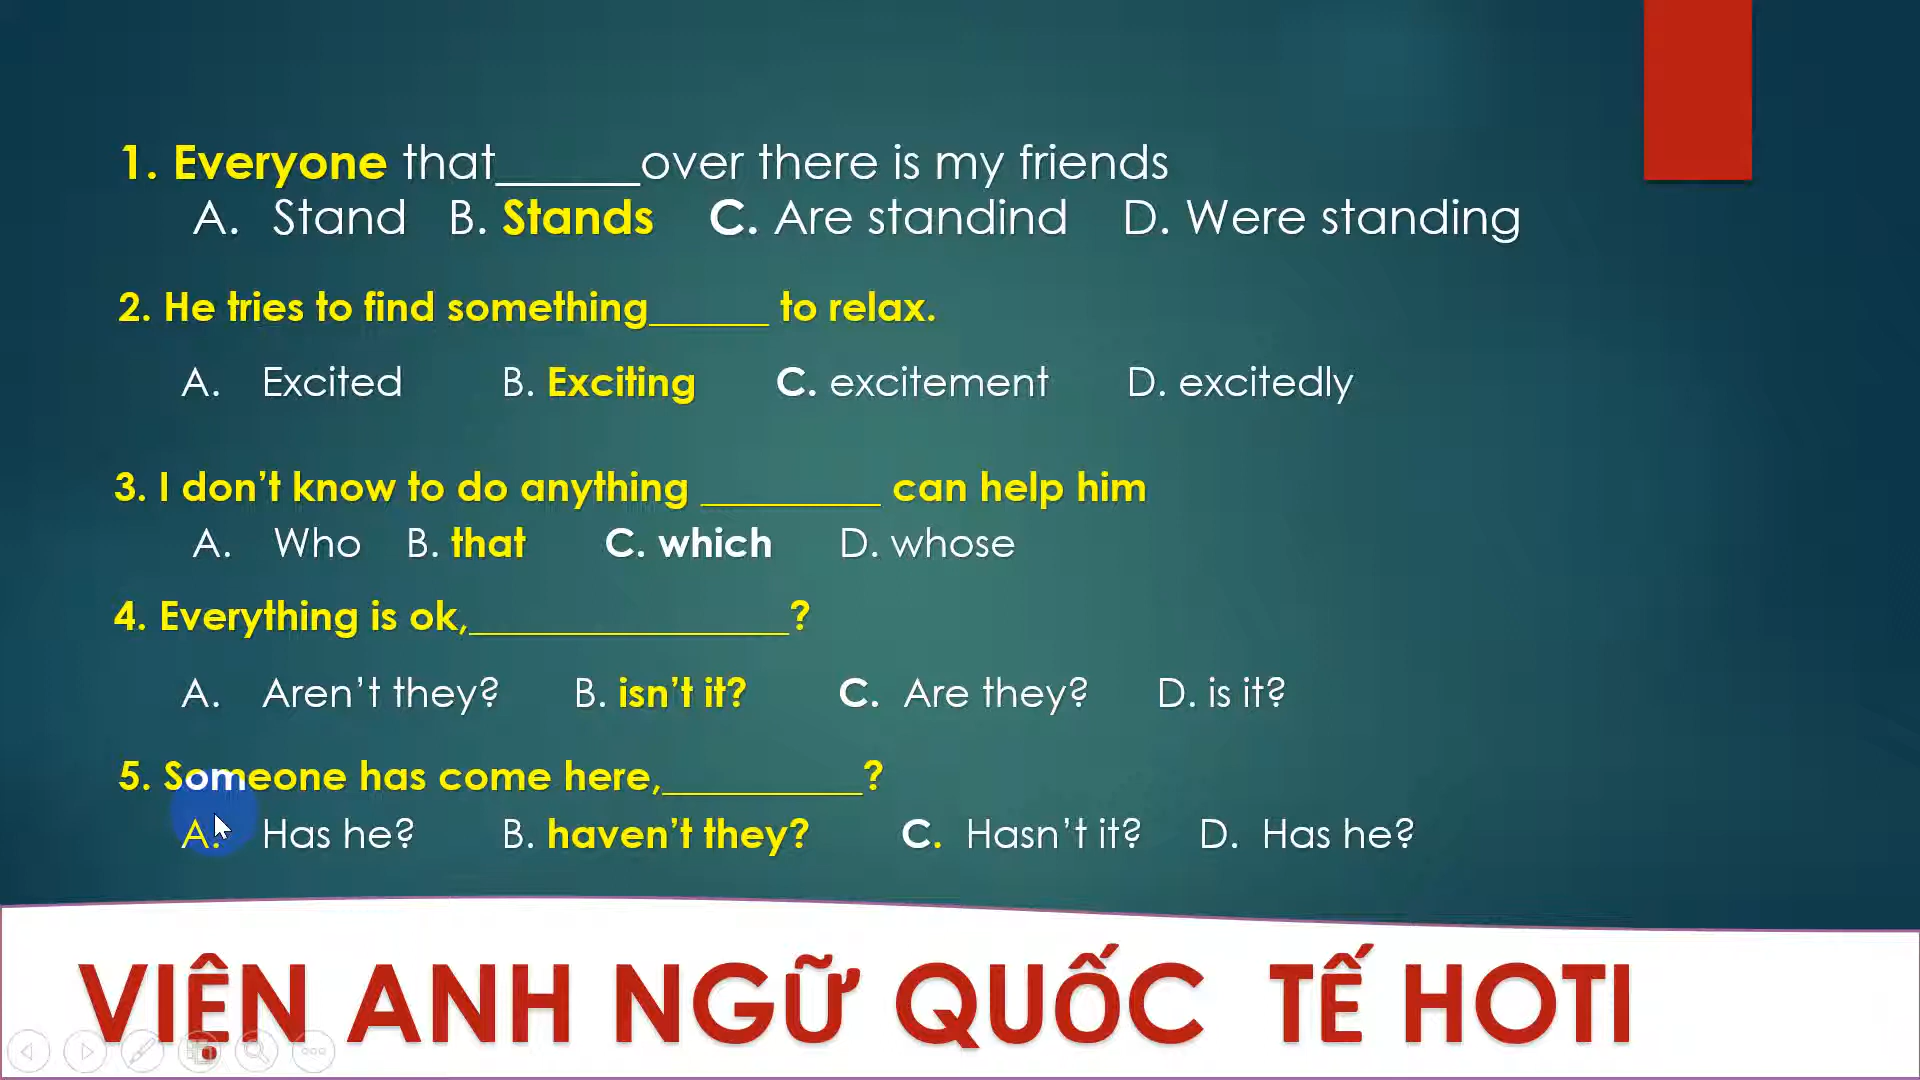 1. Everyone that______over there is my friends
A. Stand B. Stands C. Are standind D. Were standing
2. He tries to find something______ to relax.
A. Excited B. Exciting C. excitement D. excitedly
3. I don’t know to do anything _________ can help him
A. Who B. that C. which D. whose
4. Everything is ok,________________?
A. Aren’t they? B. isn’t it? C. Are they? D. is it?
5. Someone has come here,__________?
A. Has he? B. haven’t they? C. Hasn’t it? D. Has he?
VIỆN ANH NGỮ QUỐC TẾ HOTI